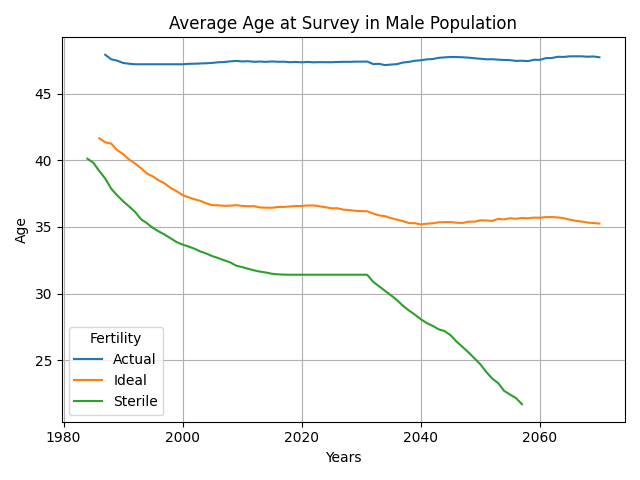 Average Age at Survey in Male Population
Age
45
40
35
30
25
Fertility
Actual
Ideal
Sterile
1980 2000 2020 2040 2060
Years